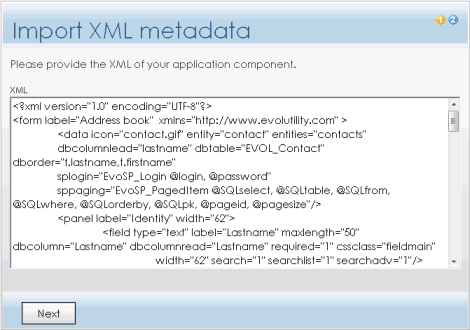 Import XML metadata
1 2
Please provide the XML of your application component.
XML
<?xml version="1.0" encoding="UTF-8"?>
<form label="Address book" xmlns="http://www.evolutility.com" >
<data icon="contact.gif" entity="contact" entities="contacts"
dbcolumnlead="lastname" dbtable="EVOL_Contact"
dborder="t.lastname,t.firstname"
splogin="EvoSP_Login @login, @password"
sppaging="EvoSP_PagedItem @SQLselect, @SQLtable, @SQLfrom,
@SQLwhere, @SQLorderby, @SQLpk, @pageid, @pagesize"/>
<panel label="Identity" width="62">
<field type="text" label="Lastname" maxlength="50"
dbcolumn="Lastname" dbcolumnread="Lastname" required="1" cssclass="fieldmain"
width="62" search="1" searchlist="1" searchadv="1"/>
Next